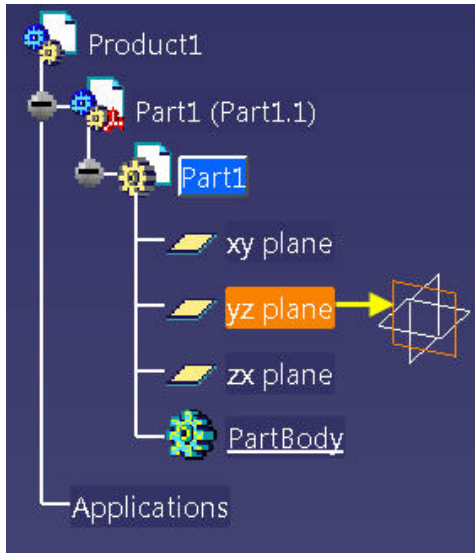 Product1
Part1 (Part1.1)
Part1
xy plane
yz plane
zx plane
PartBody
Applications